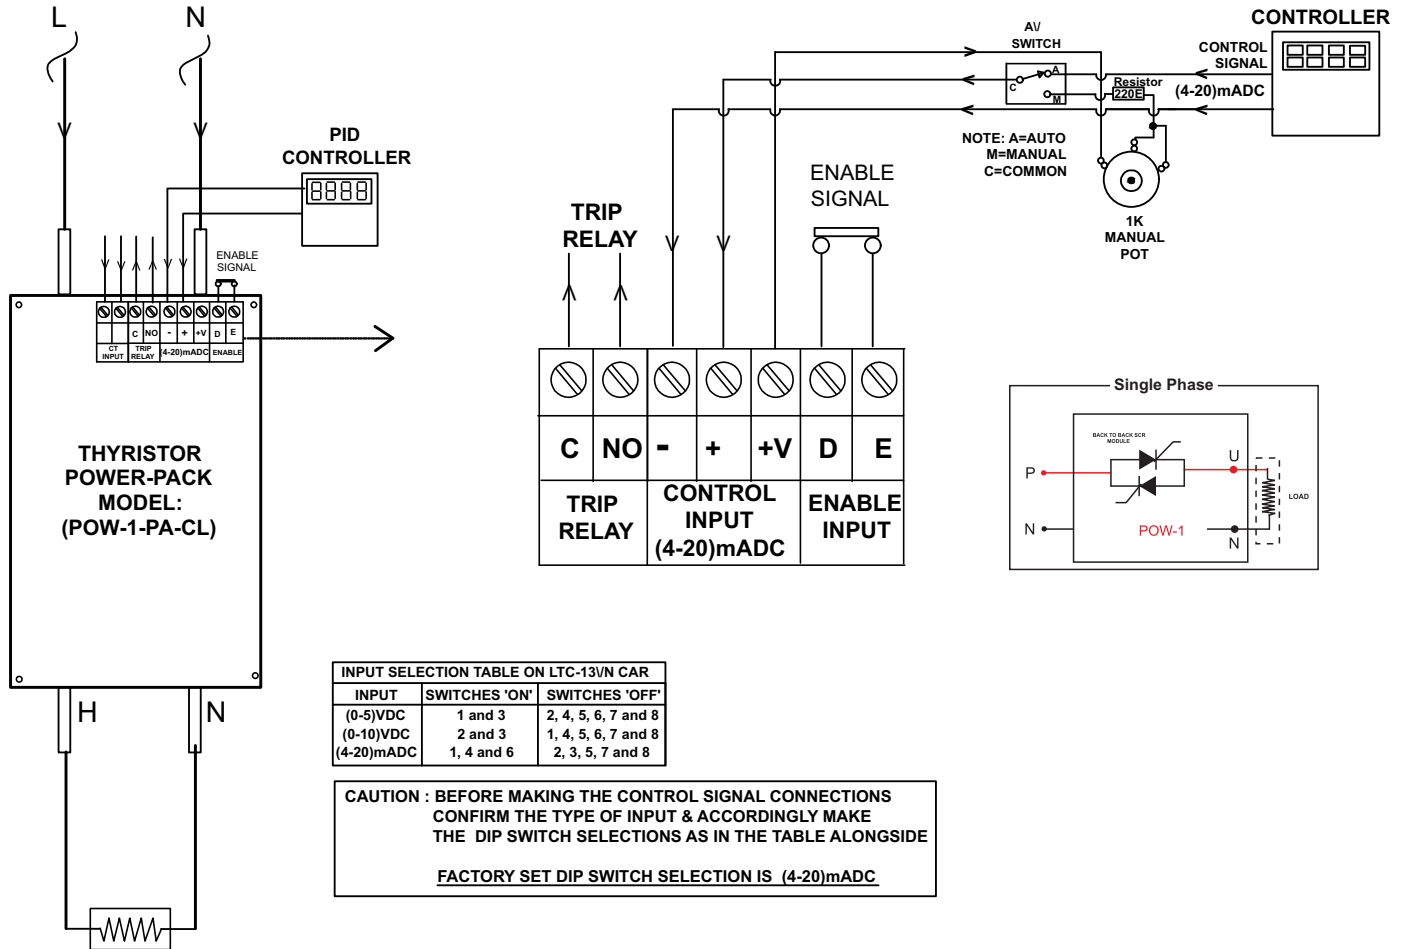 L
N
PID
CONTROLLER
ENABLE
SIGNAL
C NO - + +V D E
CT
INPUT
TRIP
RELAY
(4-20)mADC
ENABLE
THYRISTOR
POWER-PACK
MODEL:
(POW-1-PA-CL)
H
N
A\/
SWITCH
A
C
M
Resistor
220E
CONTROLLER
CONTROL
SIGNAL
(4-20)mADC
NOTE: A=AUTO
M=MANUAL
C=COMMON
1K
MANUAL
POT
ENABLE
SIGNAL
TRIP
RELAY
C NO - + +V D E
TRIP
RELAY
CONTROL
INPUT
(4-20)mADC
ENABLE
INPUT
Single Phase
BACK TO BACK SCR
MODULE
P
U
LOAD
N
POW-1
N
INPUT SELECTION TABLE ON LTC-13\/N CAR
INPUT SWITCHES 'ON' SWITCHES 'OFF'
(0-5)VDC 1 and 3 2, 4, 5, 6, 7 and 8
(0-10)VDC 2 and 3 1, 4, 5, 6, 7 and 8
(4-20)mADC 1, 4 and 6 2, 3, 5, 7 and 8
CAUTION : BEFORE MAKING THE CONTROL SIGNAL CONNECTIONS
CONFIRM THE TYPE OF INPUT & ACCORDINGLY MAKE
THE DIP SWITCH SELECTIONS AS IN THE TABLE ALONGSIDE
FACTORY SET DIP SWITCH SELECTION IS (4-20)mADC